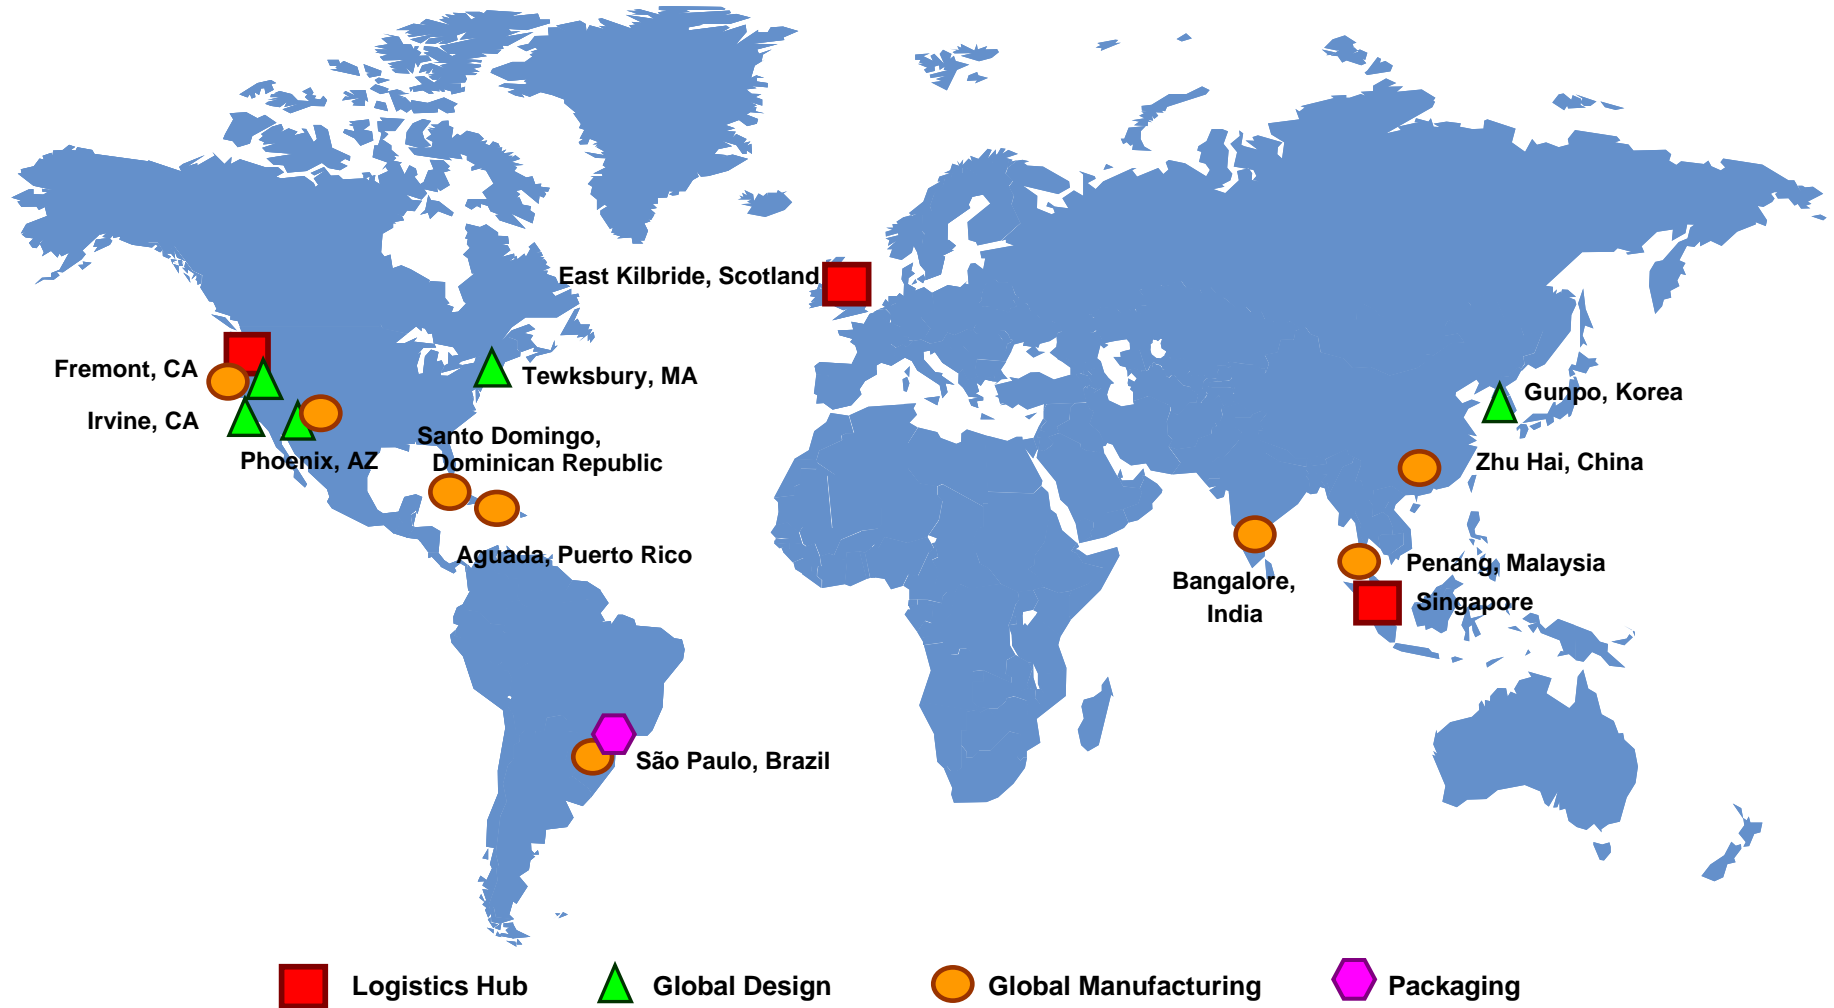 East Kilbride, Scotland
Fremont, CA
Tewksbury, MA
Gunpo, Korea
Irvine, CA
Santo Domingo,
Dominican Republic
Phoenix, AZ
Zhu Hai, China
Aguada, Puerto Rico
Penang, Malaysia
Bangalore,
India
Singapore
São Paulo, Brazil
Logistics Hub
Global Design
Global Manufacturing
Packaging